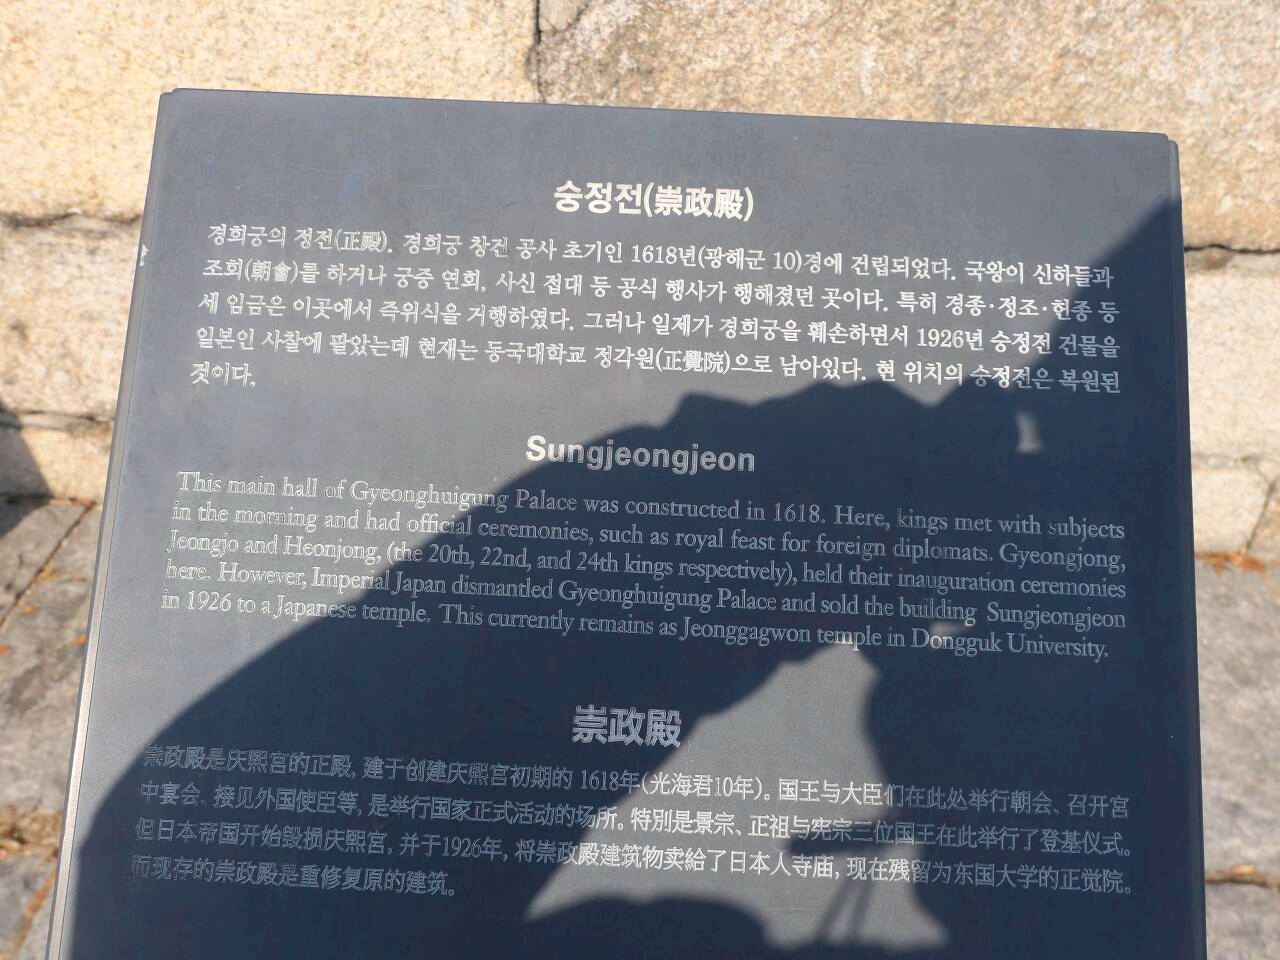 숭정전(崇政殿)
경희궁의 정전(正殿). 경희궁 창건 공사 초기인 1618년(광해군 10)경에 건립되었다. 국왕이 신하들과
조회(朝會)를 하거나 궁중 연회, 사신 접대 등 공식 행사가 행해졌던 곳이다. 특히 경종·정조·헌종 등
세 임금은 이곳에서 즉위식을 거행하였다. 그러나 일제가 경희궁을 훼손하면서 1926년 숭정전 건물을
일본인 사찰에 팔았는데 현재는 동국대학교 정각원(正覺院)으로 남아있다. 현 위치의 숭정전은 복원된
것이다.
Sungjeongjeon
This main hall of Gyeonghuigung Palace was constructed in 1618. Here, kings met with subjects
in the morning and had official ceremonies, such as royal feast for foreign diplomats. Gyeongjong,
Jeongjo and Heonjong, (the 20th, 22nd, and 24th kings respectively), held their inauguration ceremonies
here. However, Imperial Japan dismantled Gyeonghuigung Palace and sold the building Sungjeongjeon
in 1926 to a Japanese temple. This currently remains as Jeonggagwon temple in Dongguk University.
崇政殿
崇政殿是庆熙宫的正殿, 建于创建庆熙宫初期的 1618年(光海君10年)。国王与大臣们在此处举行朝会、召开宫
中宴会、接见外国使臣等, 是举行国家正式活动的场所。特别是景宗、正祖与宪宗三位国王在此举行了登基仪式。
但日本帝国开始毁损庆熙宫, 并于1926年, 将崇政殿建筑物卖给了日本人寺庙, 现在残留为东国大学的正觉院。
而现存的崇政殿是重修复原的建筑。